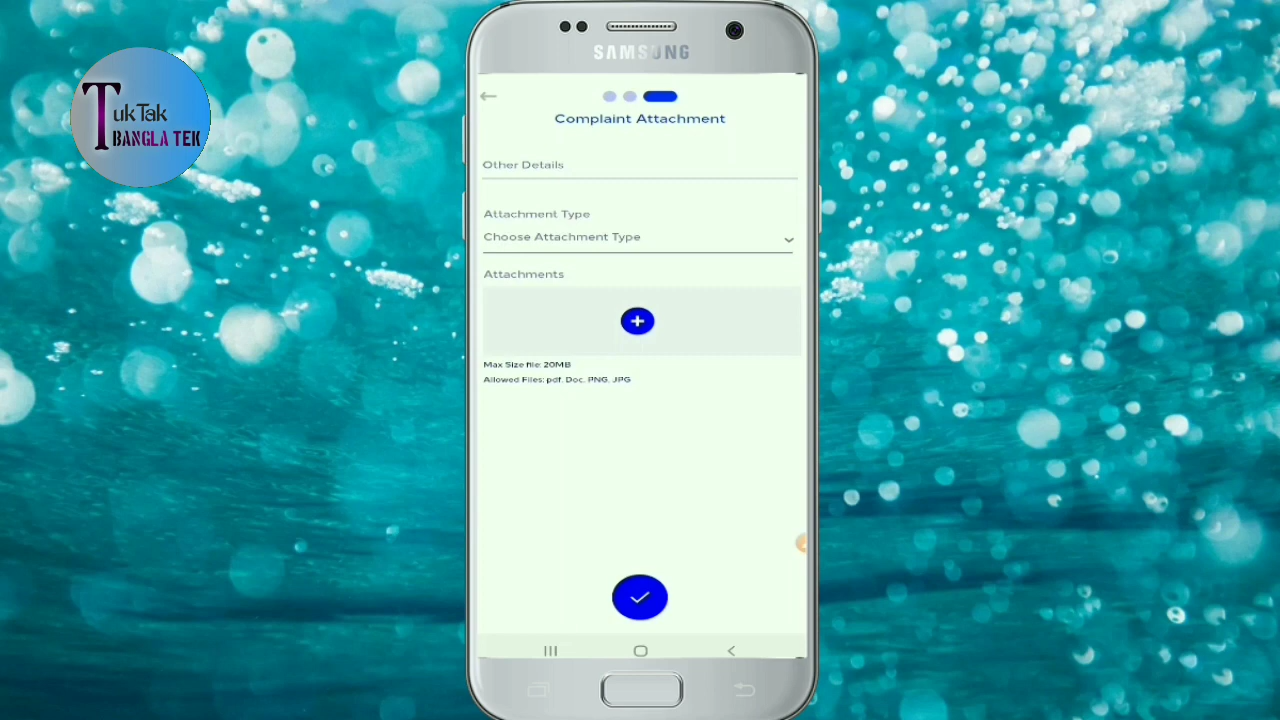 TukTak
BANGLA TEK
SAMSUNG
Complaint Attachment
Other Details
Attachment Type
Choose Attachment Type
Attachments
Max Size file: 20MB
Allowed Files: pdf. Doc. PNG. JPG